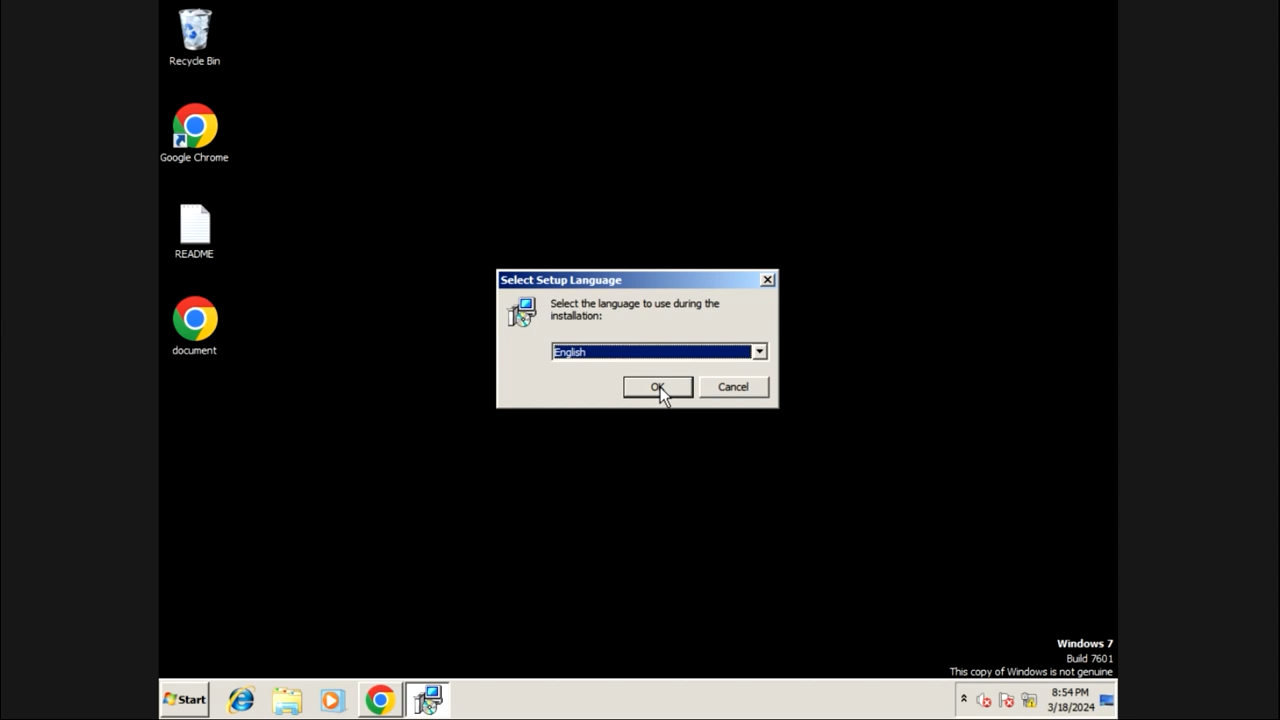 Recycle Bin
Google Chrome
README
document
Select Setup Language
Select the language to use during the
installation:
English
OK
Cancel
Windows 7
Build 7601
This copy of Windows is not genuine
Start
8:54 PM
3/18/2024